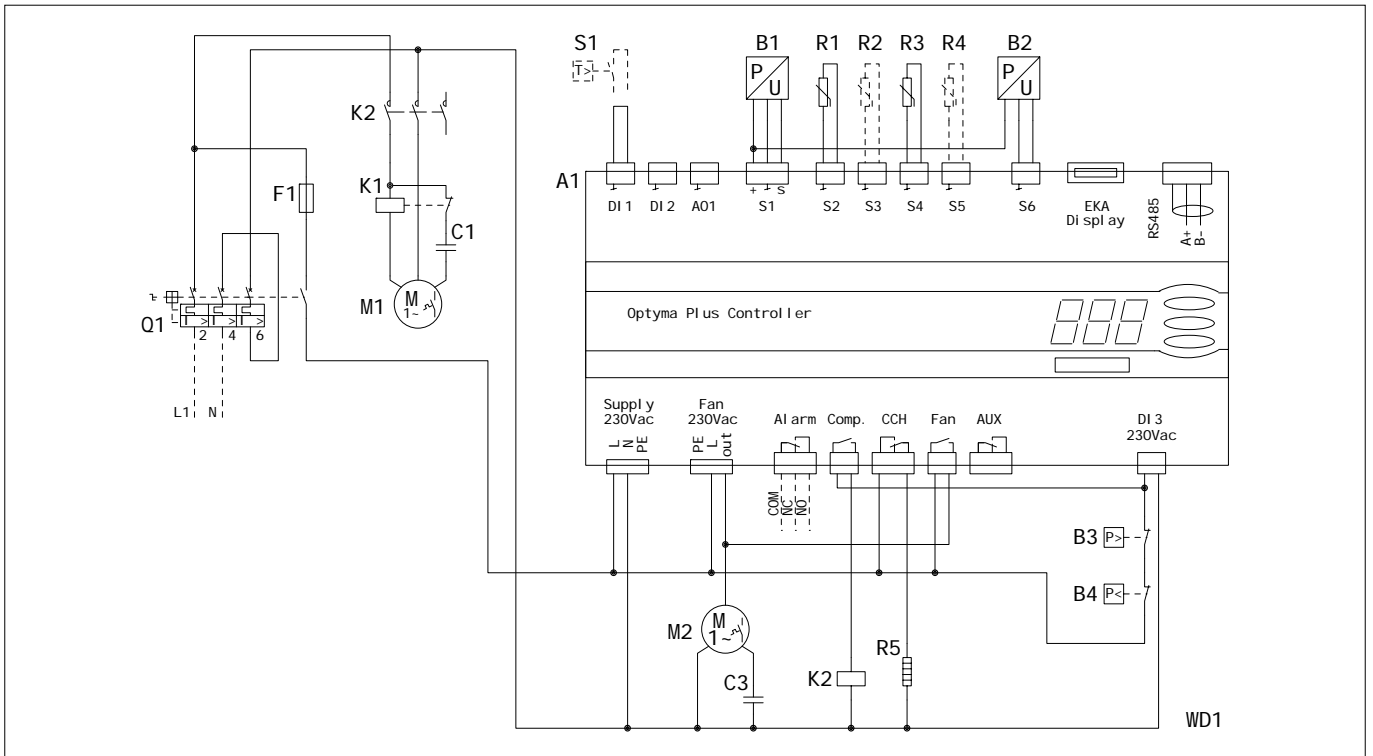 S1 B1 R1 R2 R3 R4 B2
T> P U P U
K2
A1
F1 K1
DI1 DI2 AO1 + S S1 S2 S3 S4 S5 S6 EKA Display RS485 A+ B-
C1
M1 M 1~
Q1 > > > 2 4 6
Optyma Plus Controller
L1 N
Supply 230Vac
Fan 230Vac
Alarm Comp. CCH Fan AUX
DI3 230Vac
L N PE
PE L out
COM NC NO
B3 P>
B4 P<
M2 M 1~
R5
C3 K2
WD1